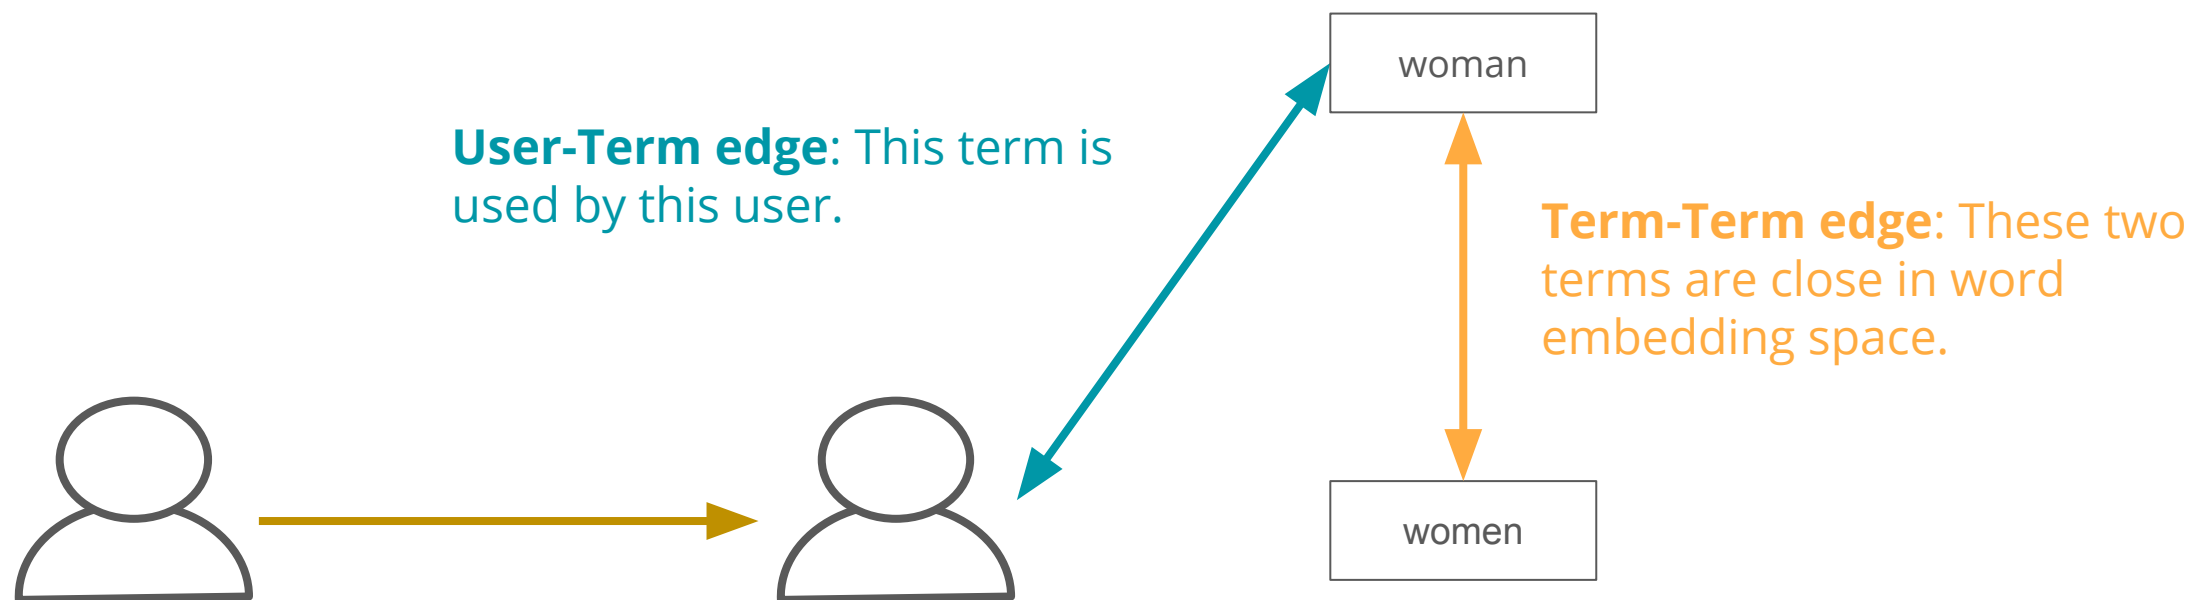 woman
User-Term edge: This term is
used by this user.
Term-Term edge: These two
terms are close in word
embedding space.
women